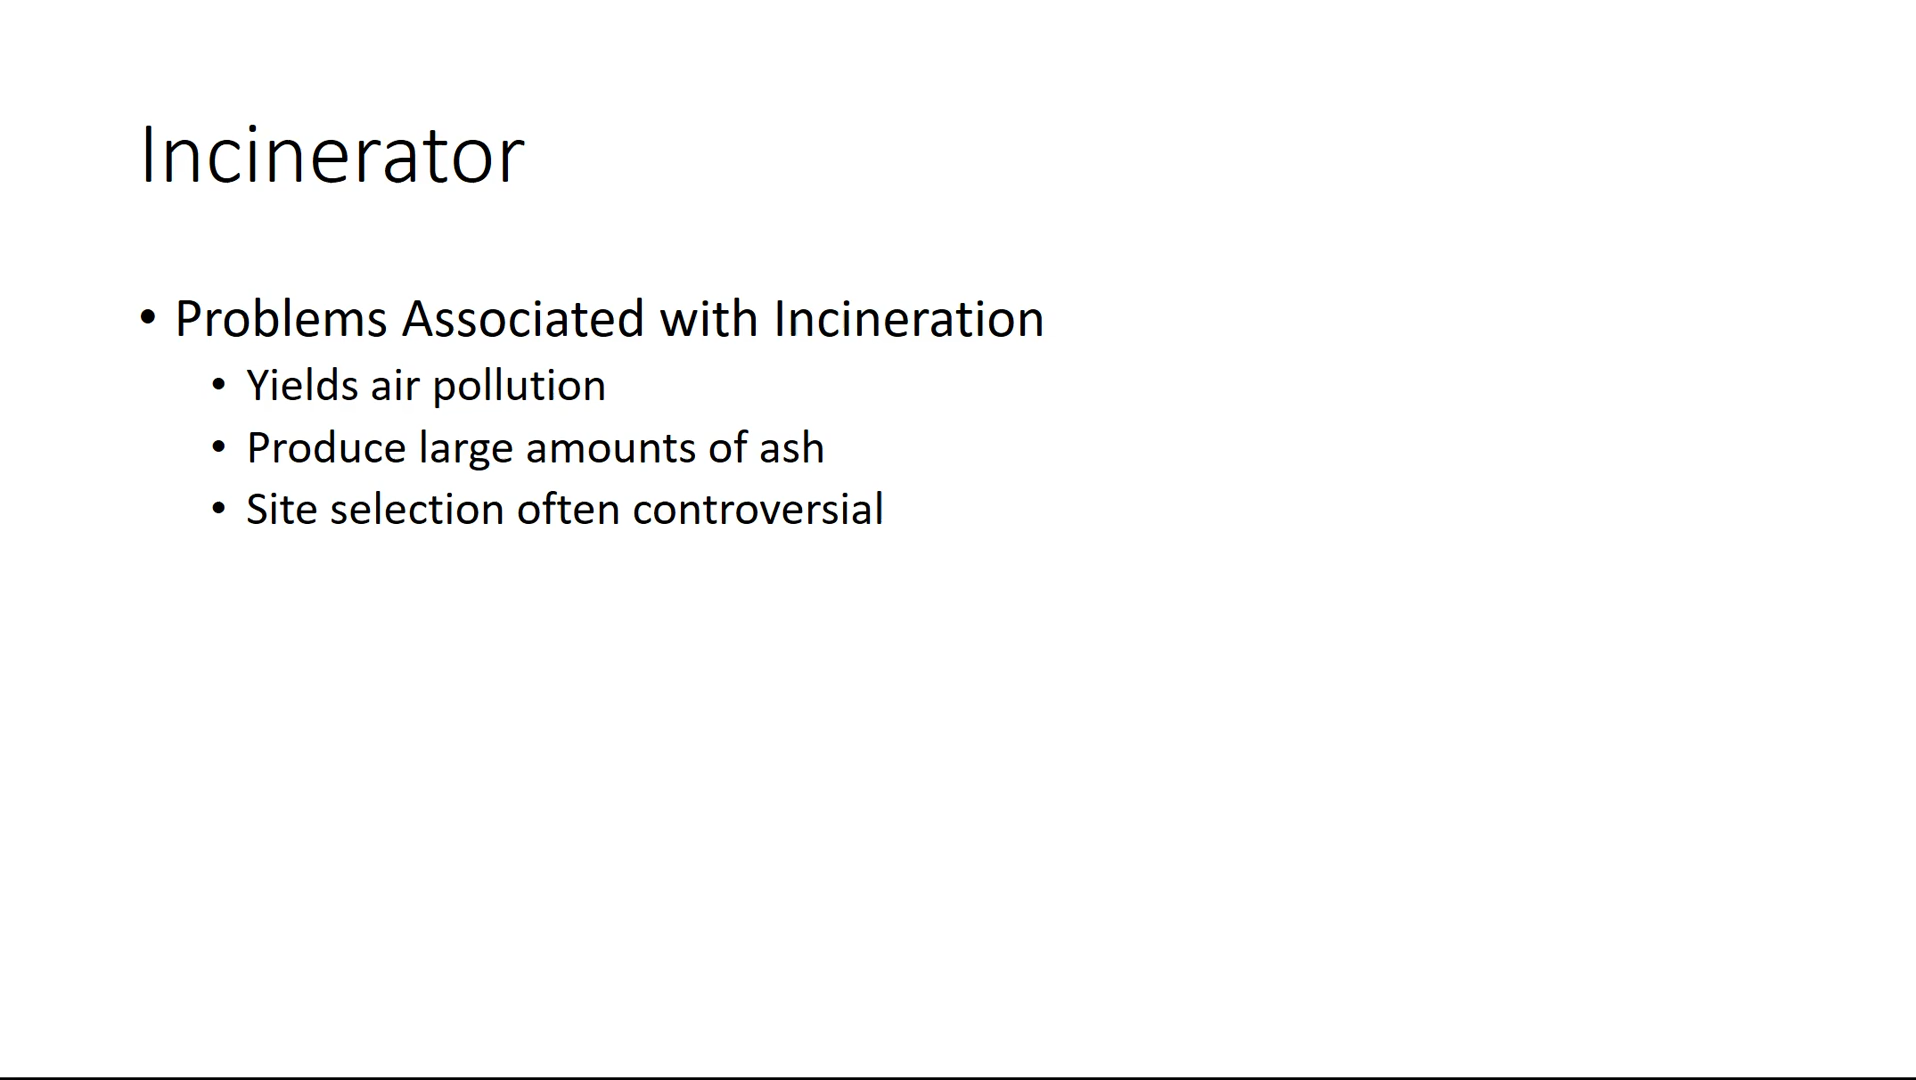 Incinerator
• Problems Associated with Incineration
• Yields air pollution
• Produce large amounts of ash
• Site selection often controversial